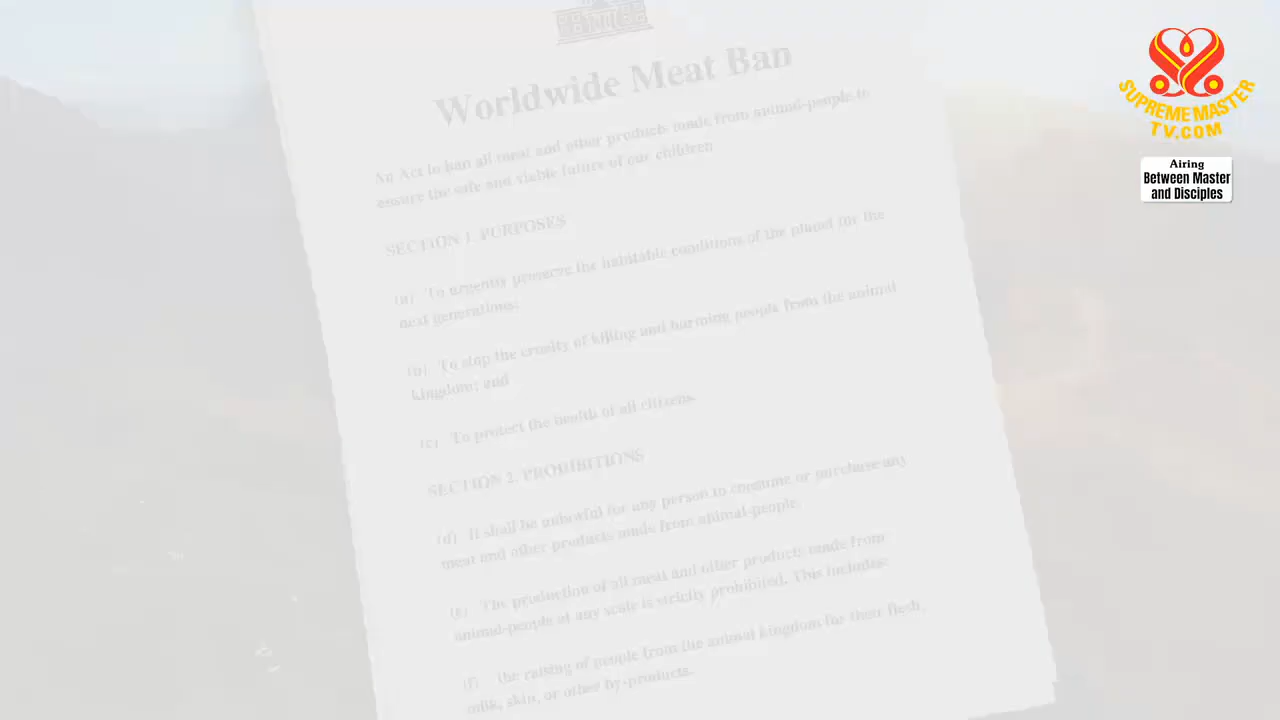 Worldwide Meat Ban
An Act to ban all meat and other products made from animal-people to
ensure the safe and viable future of our children
SECTION 1. PURPOSES
(a) To urgently preserve the habitable conditions of the planet for the
next generations;
(b) To stop the cruelty of killing and harming people from the animal
kingdom; and
(c) To protect the health of all citizens.
SECTION 2. PROHIBITIONS
(d) It shall be unlawful for any person to consume or purchase any
meat and other products made from animal-people.
The production of all meat and other products made from
animal-people at any scale is strictly prohibited. This includes:
(f) the raising of people from the animal kingdom for their flesh,
milk, skin, or other by-products.
SUPREME MASTER
TV.COM
Airing
Between Master
and Disciples